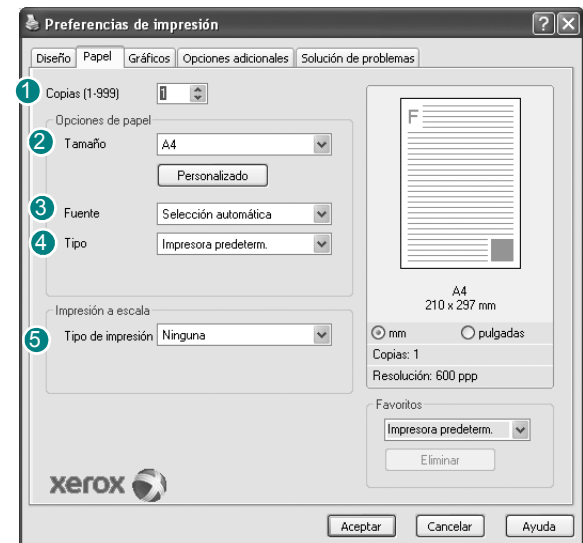 Preferencias de impresión
Diseño Papel Gráficos Opciones adicionales Solución de problemas
1 Copias (1-999) 1
Opciones de papel
2 Tamaño A4
Personalizado
3 Fuente Selección automática
4 Tipo Impresora predeterm.
Impresión a escala
5 Tipo de impresión Ninguna
F
A4
210 x 297 mm
mm pulgadas
Copias: 1
Resolución: 600 ppp
Favoritos
Impresora predeterm.
Eliminar
xerox
Aceptar Cancelar Ayuda